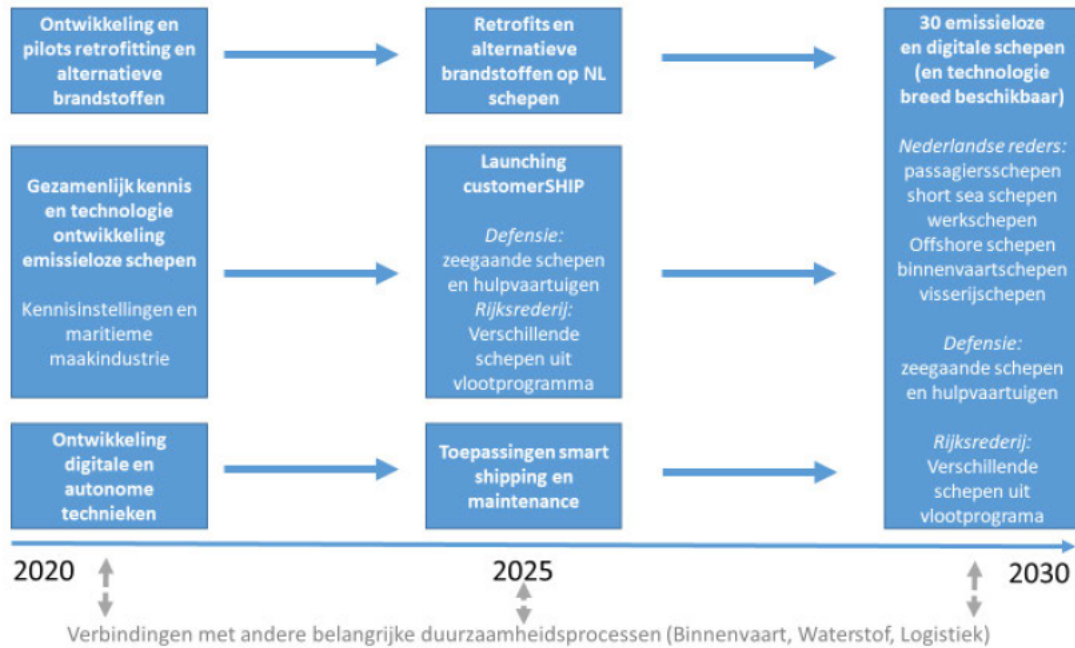 Ontwikkeling en
pilots retrofitting en
alternatieve
brandstoffen
Retrofits en
alternatieve
brandstoffen op NL
schepen
30 emissieloze
en digitale schepen
(en technologie
breed beschikbaar)
Nederlandse reders:
passagiersschepen
short sea schepen
werkschepen
Offshore schepen
binnenvaartschepen
visserijschepen
Defensie:
zeegaande schepen
en hulpvaartuigen
Rijksrederij:
Verschillende
schepen uit
vlootprograma
Gezamenlijk kennis
en technologie
ontwikkeling
emissieloze schepen
Kennisinstellingen en
maritieme
maakindustrie
Launching
customerSHIP
Defensie:
zeegaande schepen
en hulpvaartuigen
Rijksrederij:
Verschillende
schepen uit
vlootprogramma
Ontwikkeling
digitale en
autonome
technieken
Toepassingen smart
shipping en
maintenance
2020
2025
2030
Verbindingen met andere belangrijke duurzaamheidsprocessen (Binnenvaart, Waterstof, Logistiek)